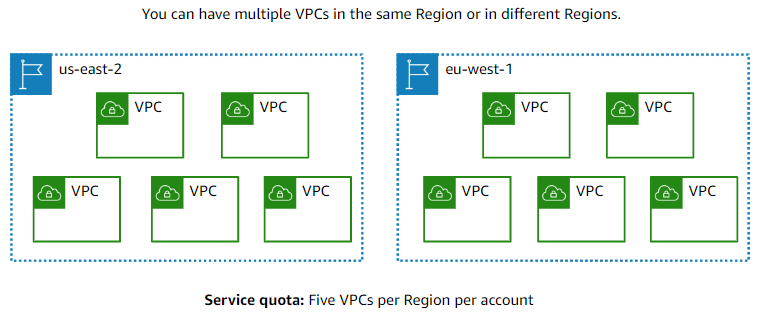 You can have multiple VPCs in the same Region or in different Regions.
us-east-2
VPC
VPC
VPC
VPC
VPC
eu-west-1
VPC
VPC
VPC
VPC
VPC
Service quota: Five VPCs per Region per account